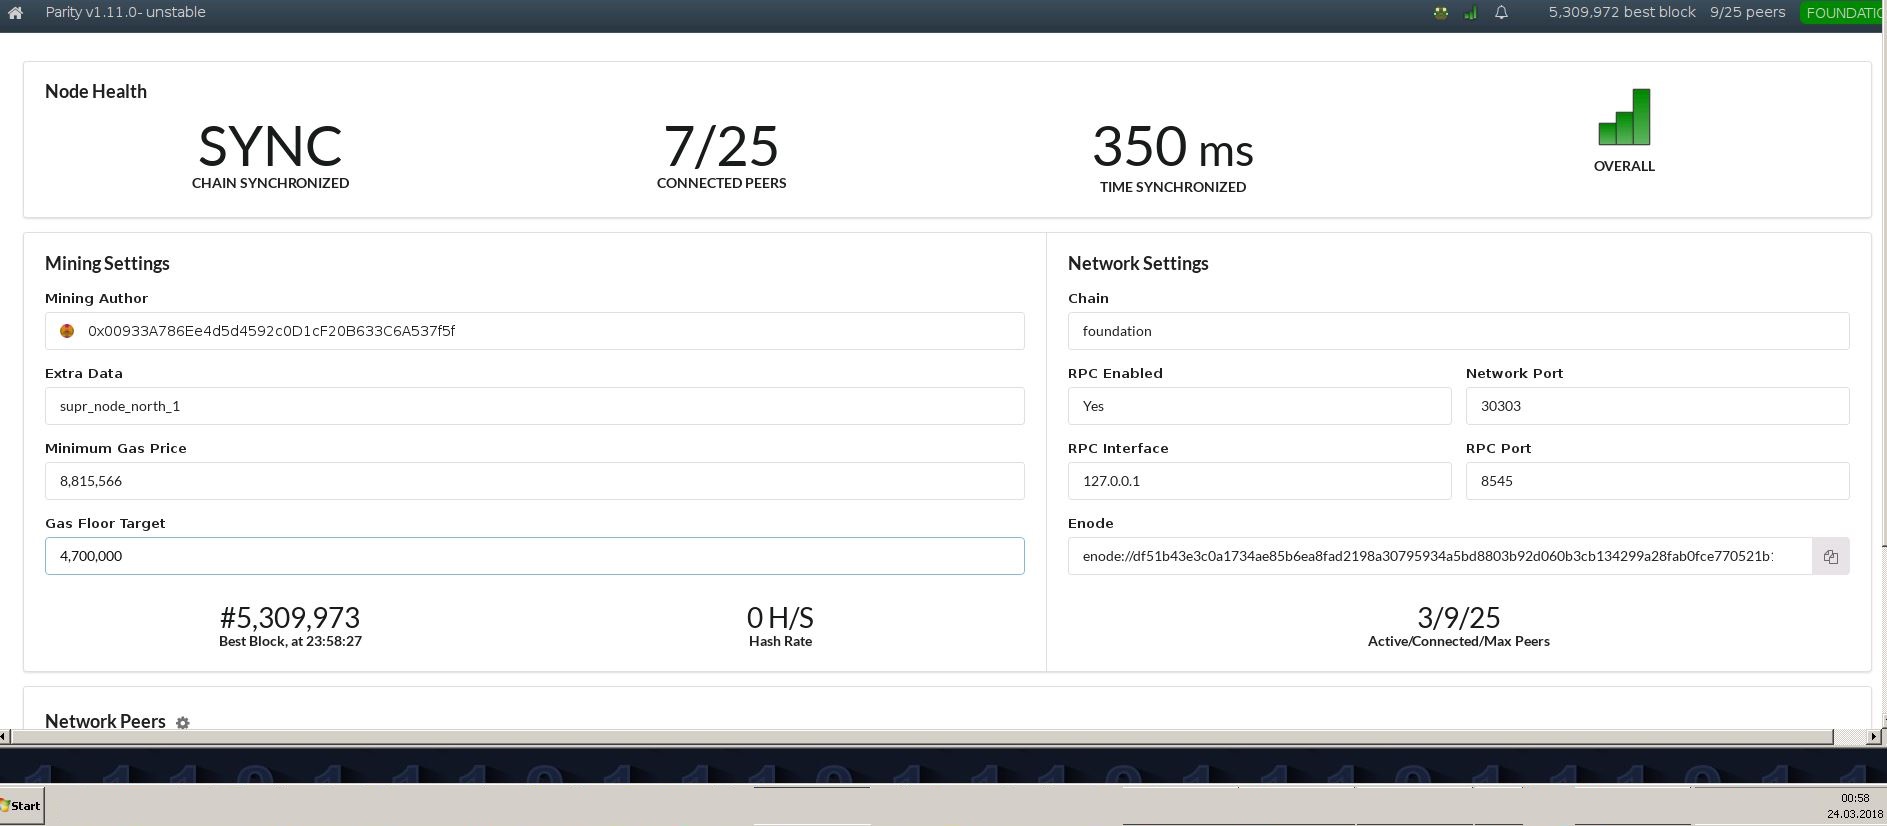 Parity v1.11.0- unstable
5,309,972 best block 9/25 peers FOUNDATIO
Node Health
SYNC
CHAIN SYNCHRONIZED
7/25
CONNECTED PEERS
350 ms
TIME SYNCHRONIZED
OVERALL
Mining Settings
Mining Author
0x00933A786Ee4d5d4592c0D1cF20B633C6A537f5f
Extra Data
supr_node_north_1
Minimum Gas Price
8,815,566
Gas Floor Target
4,700,000
#5,309,973
Best Block, at 23:58:27
0 H/S
Hash Rate
Network Settings
Chain
foundation
RPC Enabled
Yes
Network Port
30303
RPC Interface
127.0.0.1
RPC Port
8545
Enode
enode://df51b43e3c0a1734ae85b6ea8fad2198a30795934a5bd8803b92d060b3cb134299a28fab0fce770521b1
3/9/25
Active/Connected/Max Peers
Network Peers
Start
00:58
24.03.2018